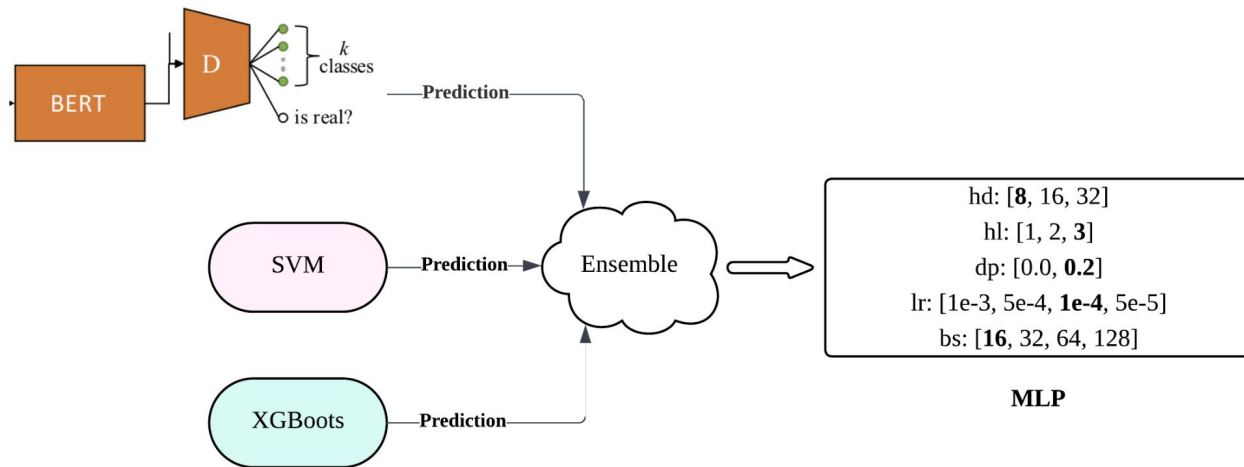 BERT
D
k
classes
is real?
Prediction
SVM
Prediction
Ensemble
XGBoots
Prediction
hd: [8, 16, 32]
hl: [1, 2, 3]
dp: [0.0, 0.2]
lr: [1e-3, 5e-4, 1e-4, 5e-5]
bs: [16, 32, 64, 128]
MLP